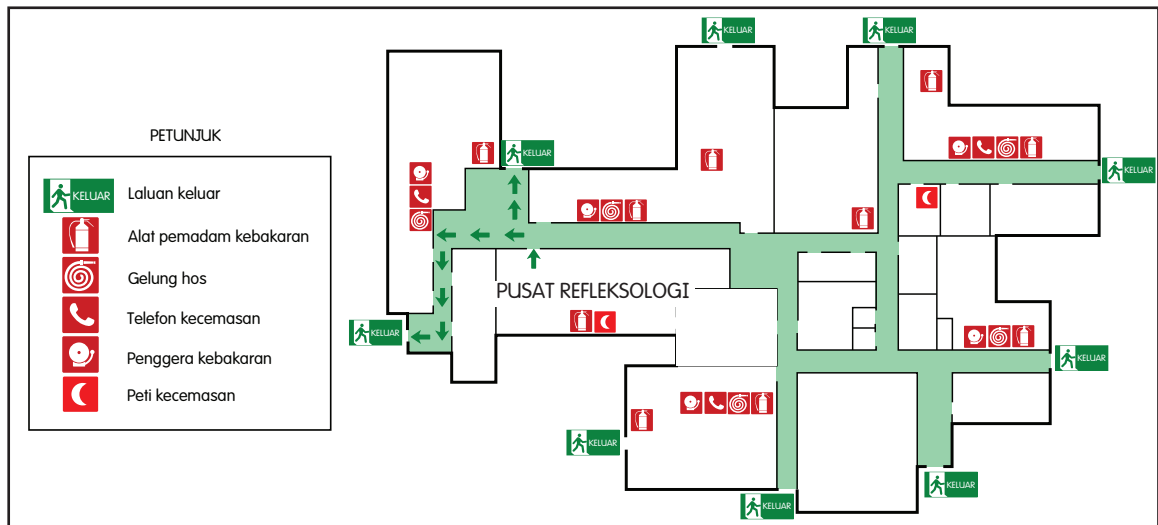 PETUNJUK
KELUAR
Laluan keluar
Alat pemadam kebakaran
Gelung hos
Telefon kecemasan
Penggera kebakaran
Peti kecemasan
KELUAR
KELUAR
KELUAR
KELUAR
PUSAT REFLEKSOLOGI
KELUAR
KELUAR
KELUAR
KELUAR
KELUAR